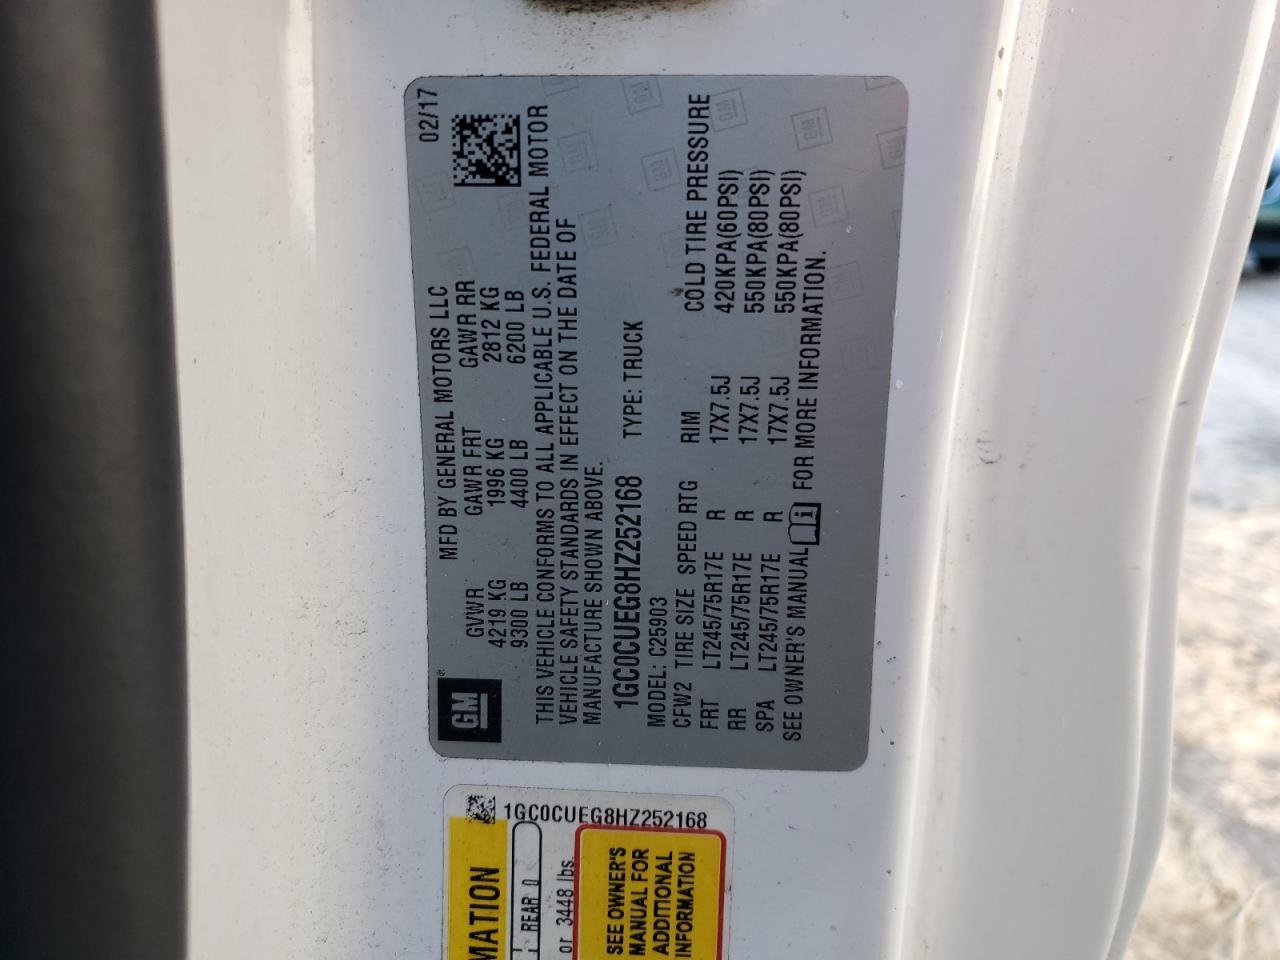 MFD BY GENERAL MOTORS LLC 02/17
GVWR GAWR FRT GAWR RR
4219 KG 1996 KG 2812 KG
9300 LB 4400 LB 6200 LB
GM®
THIS VEHICLE CONFORMS TO ALL APPLICABLE U.S. FEDERAL MOTOR
VEHICLE SAFETY STANDARDS IN EFFECT ON THE DATE OF
MANUFACTURE SHOWN ABOVE.
1GC0CUEG8HZ252168 TYPE: TRUCK
MODEL: C25903
CFW2 TIRE SIZE SPEED RTG RIM COLD TIRE PRESSURE
FRT LT245/75R17E R 17X7.5J 420KPA(60PSI)
RR LT245/75R17E R 17X7.5J 550KPA(80PSI)
SPA LT245/75R17E R 17X7.5J 550KPA(80PSI)
SEE OWNER'S MANUAL i FOR MORE INFORMATION.
1GC0CUEG8HZ252168
MATION
REAR 0
or 3448 lbs.
SEE OWNER'S
MANUAL FOR
ADDITIONAL
INFORMATION